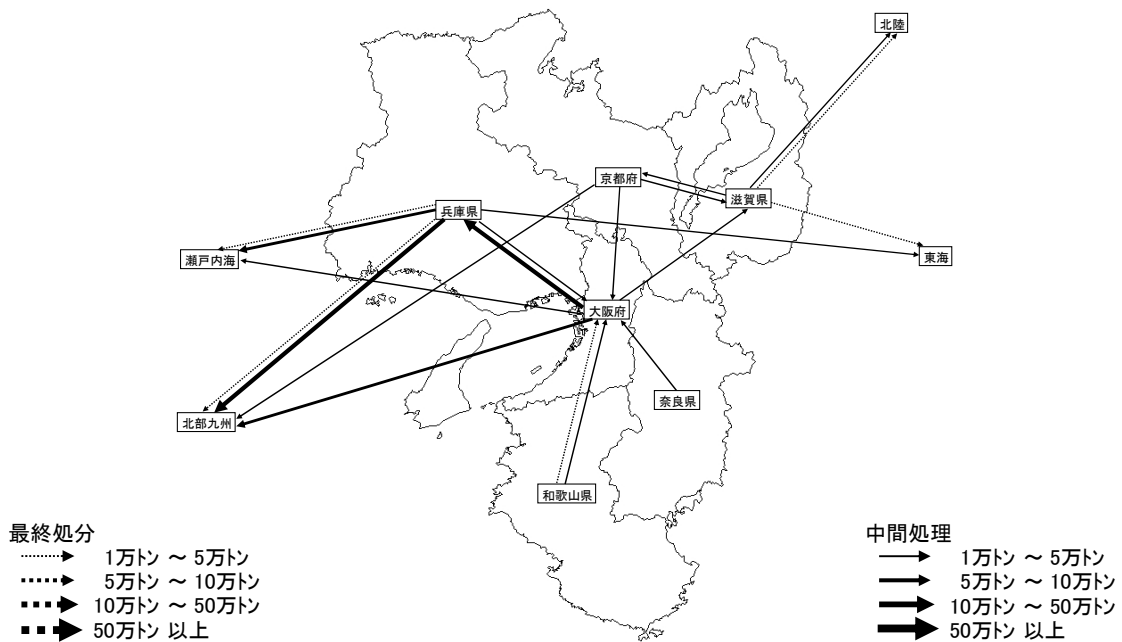 北陸
京都府
滋賀県
兵庫県
瀬戸内海
東海
大阪府
奈良県
北部九州
和歌山県
最終処分
1万トン ～ 5万トン
5万トン ～ 10万トン
10万トン ～ 50万トン
50万トン 以上
中間処理
1万トン ～ 5万トン
5万トン ～ 10万トン
10万トン ～ 50万トン
50万トン 以上